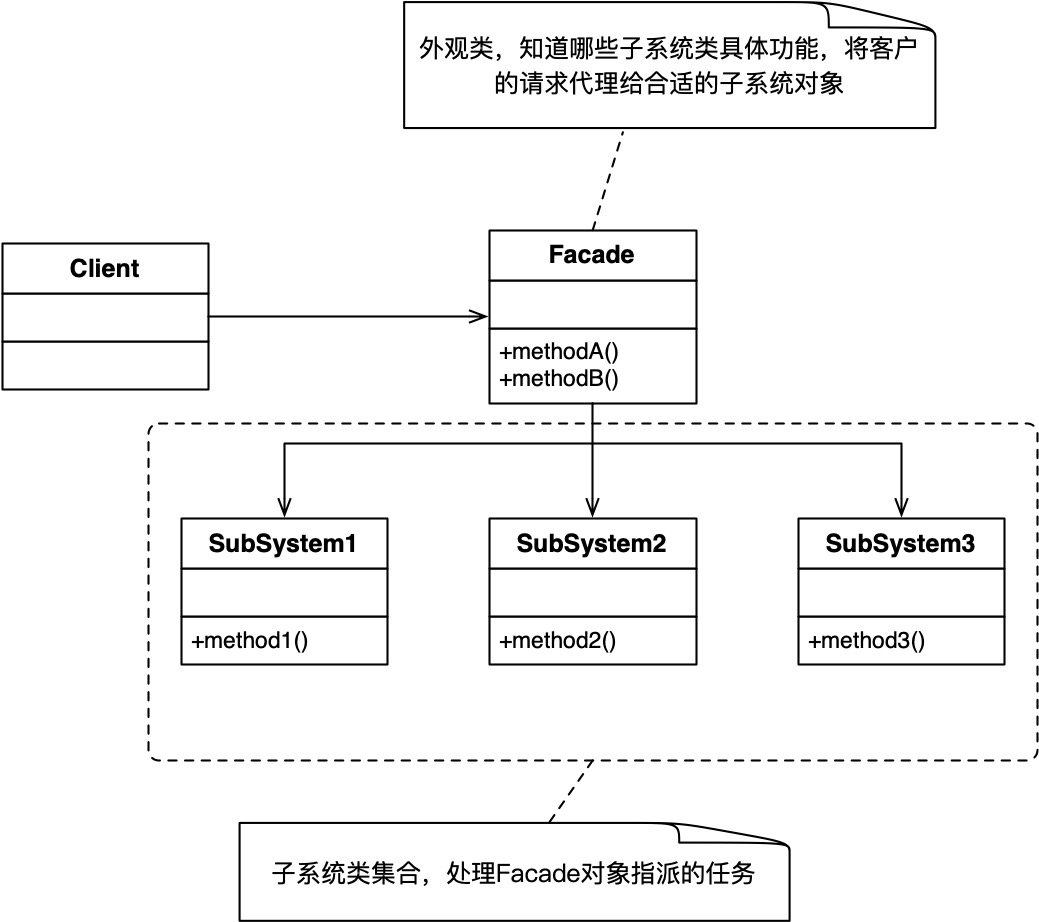 外观类，知道哪些子系统类具体功能，将客户
的请求代理给合适的子系统对象
Client
Facade
+methodA()
+methodB()
SubSystem1
SubSystem2
SubSystem3
+method1()
+method2()
+method3()
子系统类集合，处理Facade对象指派的任务